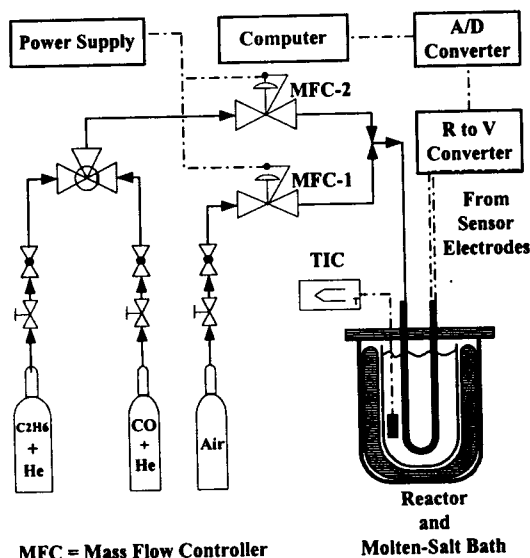 Power Supply
Computer
A/D
Converter
MFC-2
R to V
Converter
MFC-1
From
Sensor
Electrodes
TIC
T
C2H6
+
He
CO
+
He
Air
Reactor
and
Molten-Salt Bath
MFC = Mass Flow Controller